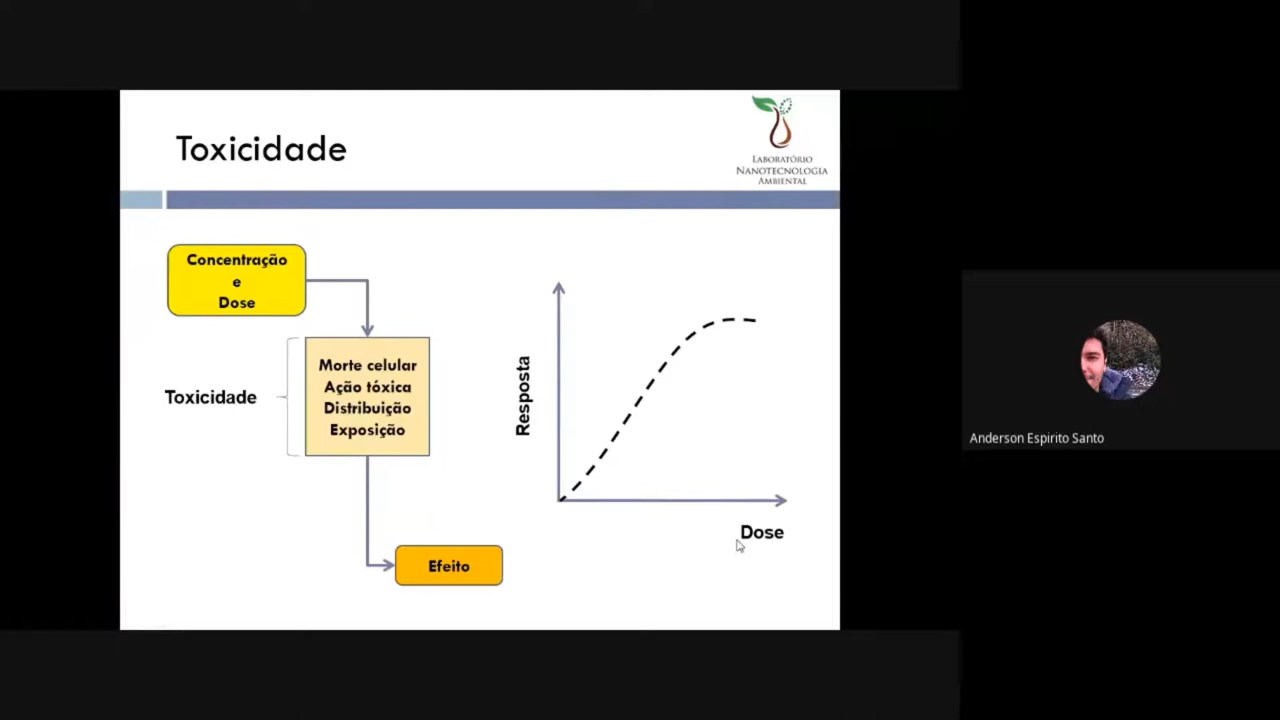 Toxicidade
LABORATÓRIO
NANOTECNOLOGIA
AMBIENTAL
Concentração
e
Dose
Toxicidade
Morte celular
Ação tóxica
Distribuição
Exposição
Efeito
Resposta
Dose
Anderson Espirito Santo